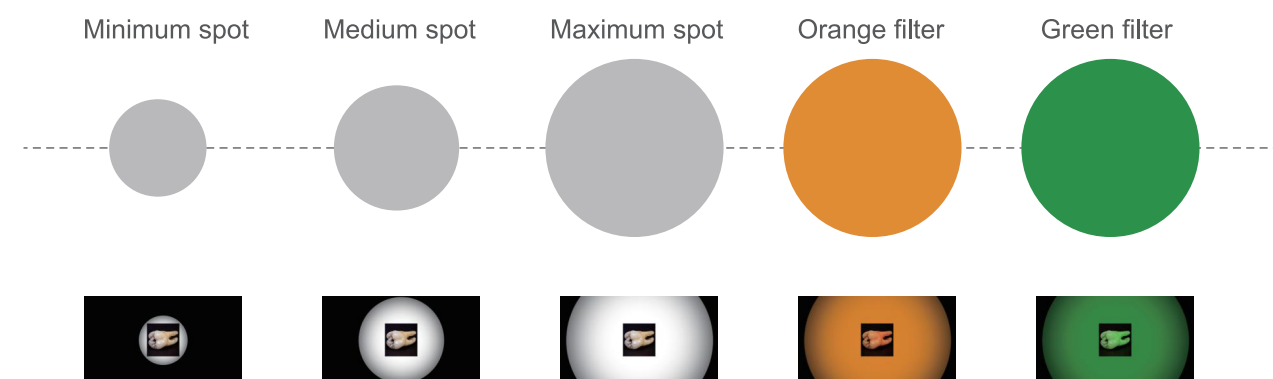 Minimum spot
Medium spot
Maximum spot
Orange filter
Green filter